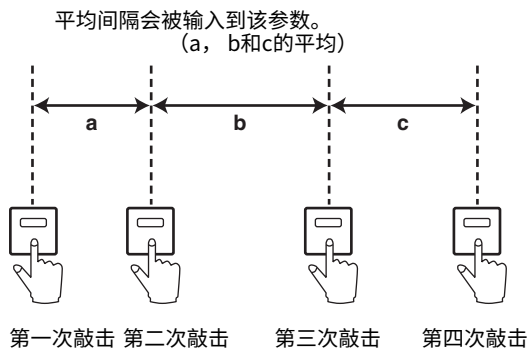 平均间隔会被输入到该参数。
（a， b和c的平均）
a b c
第一次敲击 第二次敲击 第三次敲击 第四次敲击